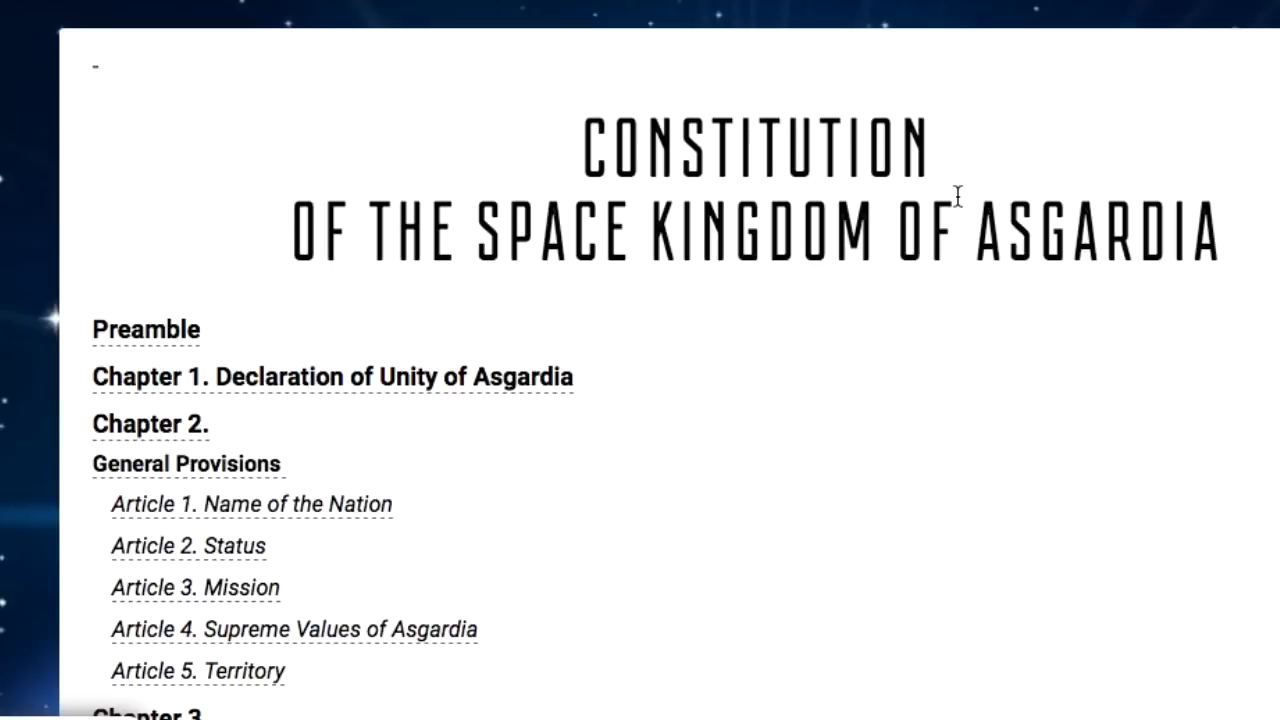 -
CONSTITUTION
OF THE SPACE KINGDOM OF ASGARDIA
Preamble
Chapter 1. Declaration of Unity of Asgardia
Chapter 2.
General Provisions
Article 1. Name of the Nation
Article 2. Status
Article 3. Mission
Article 4. Supreme Values of Asgardia
Article 5. Territory
Chapter 3